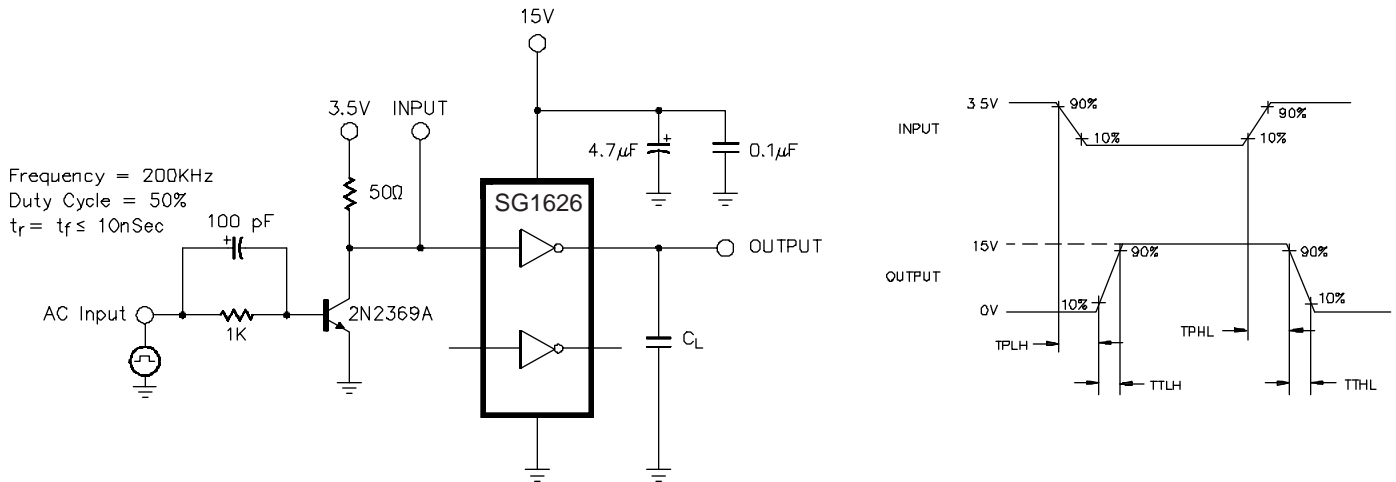 15V
3.5V INPUT
4.7µF
0.1µF
Frequency = 200KHz
Duty Cycle = 50%
tr = tf ≤ 10nSec
50Ω
SG1626
100 pF
+
+
OUTPUT
AC Input
1K
2N2369A
CL
INPUT
3.5V
90%
10%
90%
10%
OUTPUT
15V
0V
90%
10%
90%
10%
TPLH
TPHL
TTLH
TTHL